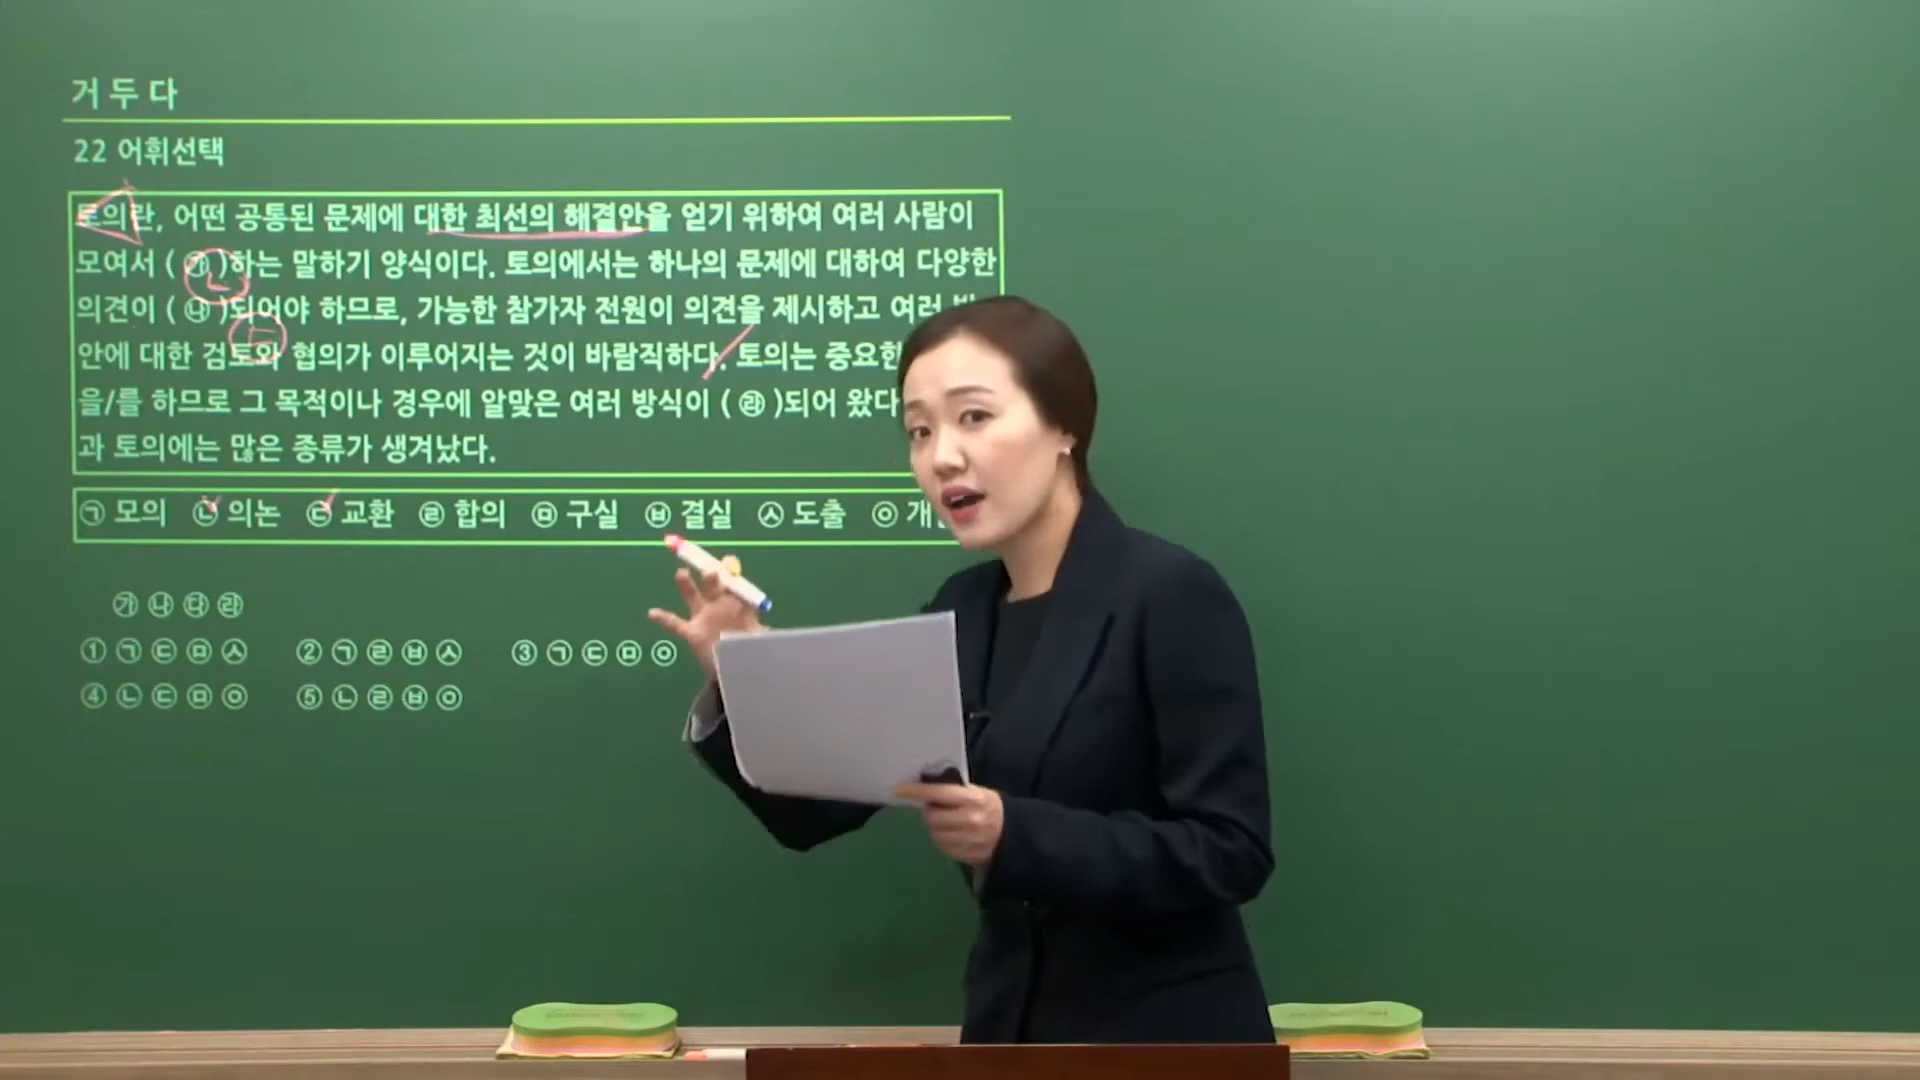 거두다
22 어휘선택
토의란, 어떤 공통된 문제에 대한 최선의 해결안을 얻기 위하여 여러 사람이
모여서 ( ㉮ )하는 말하기 양식이다. 토의에서는 하나의 문제에 대하여 다양한
의견이 ( ㉯ )되어야 하므로, 가능한 참가자 전원이 의견을 제시하고 여러
안에 대한 검토와 협의가 이루어지는 것이 바람직하다. 토의는 중요한
을/를 하므로 그 목적이나 경우에 알맞은 여러 방식이 ( ㉱ )되어 왔다
과 토의에는 많은 종류가 생겨났다.
㉠ 모의 ㉡ 의논 ㉢ 교환 ㉣ 합의 ㉤ 구실 ㉥ 결실 ㉦ 도출 ㉧
㉮ ㉯ ㉰ ㉱
① ㉠ ㉢ ㉤ ㉦ ② ㉠ ㉣ ㉥ ㉦ ③ ㉠ ㉢ ㉤ ㉧
④ ㉡ ㉢ ㉤ ㉧ ⑤ ㉡ ㉣ ㉥ ㉧